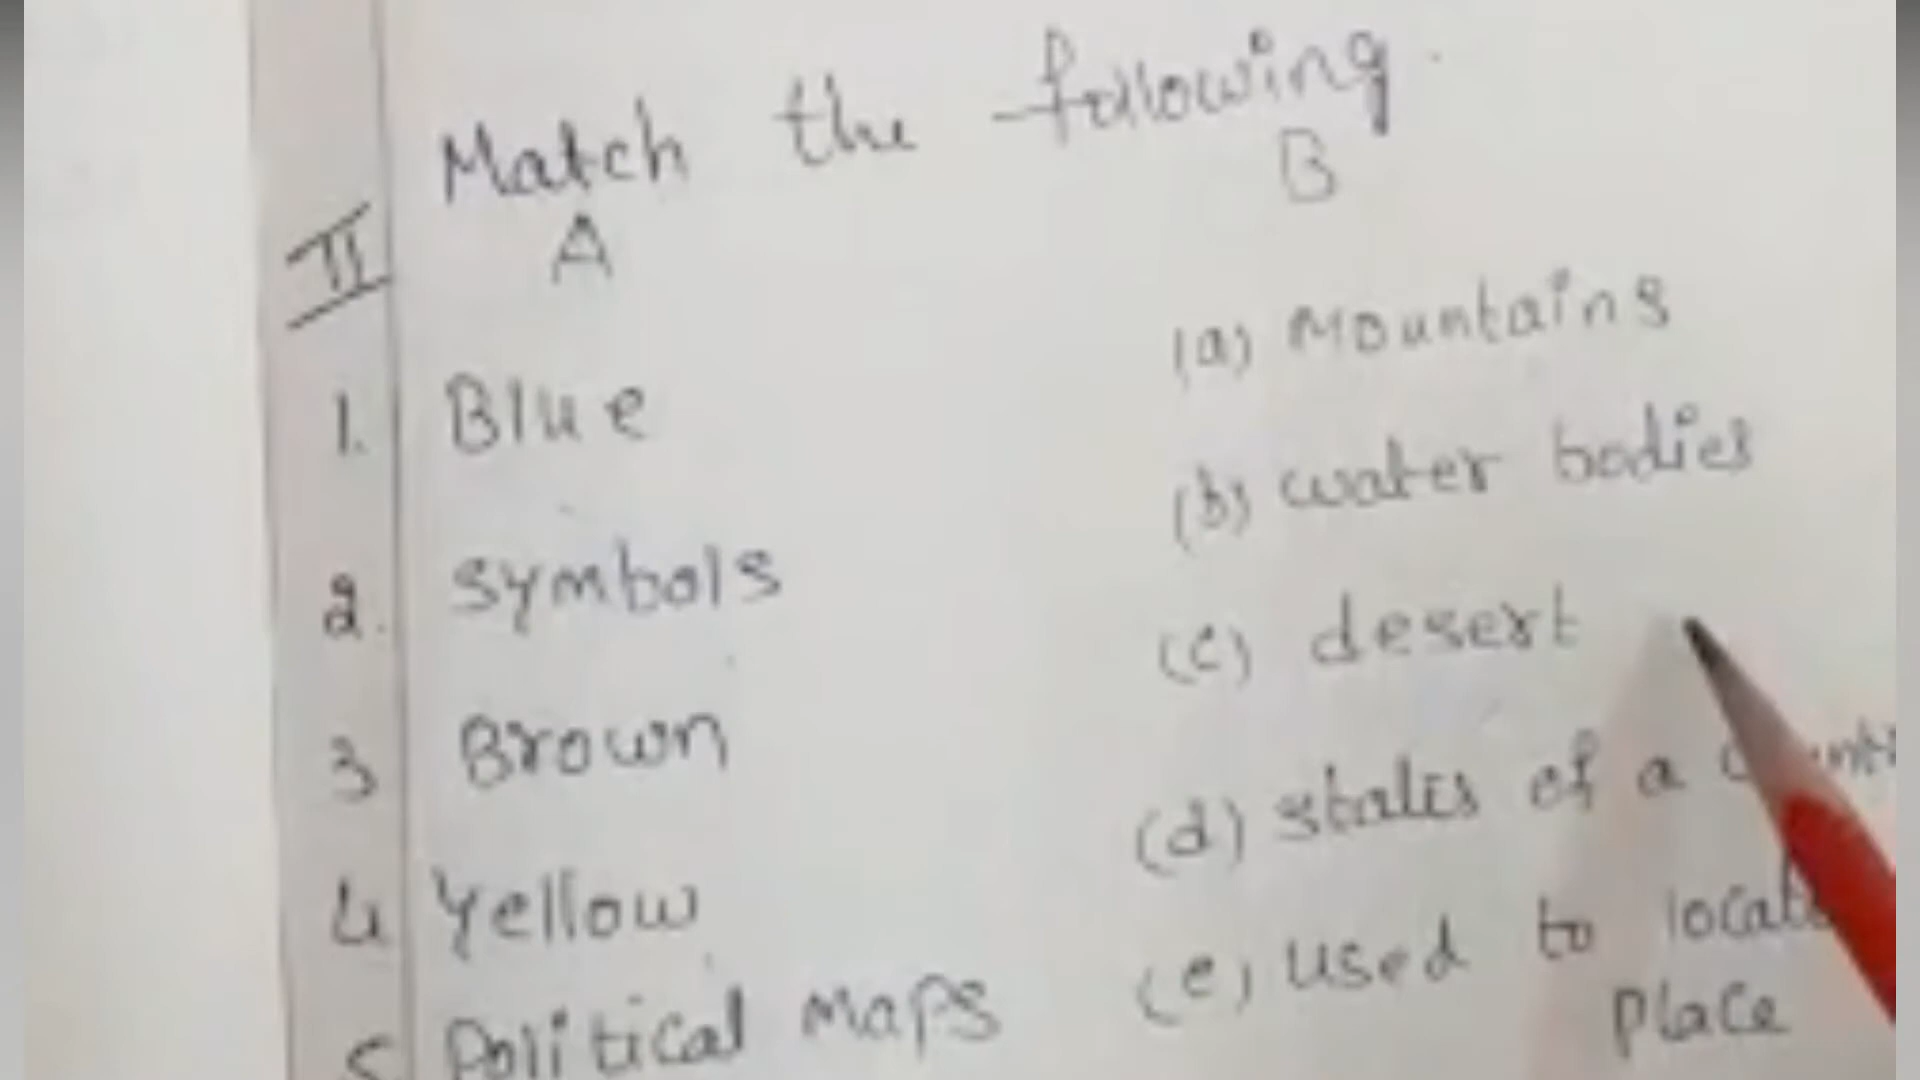 II Match the following.
A B
1. Blue (a) Mountains
2. symbols (b) water bodies
3 Brown (c) desert
4 Yellow (d) states of a
5 Political Maps (e) used to
place